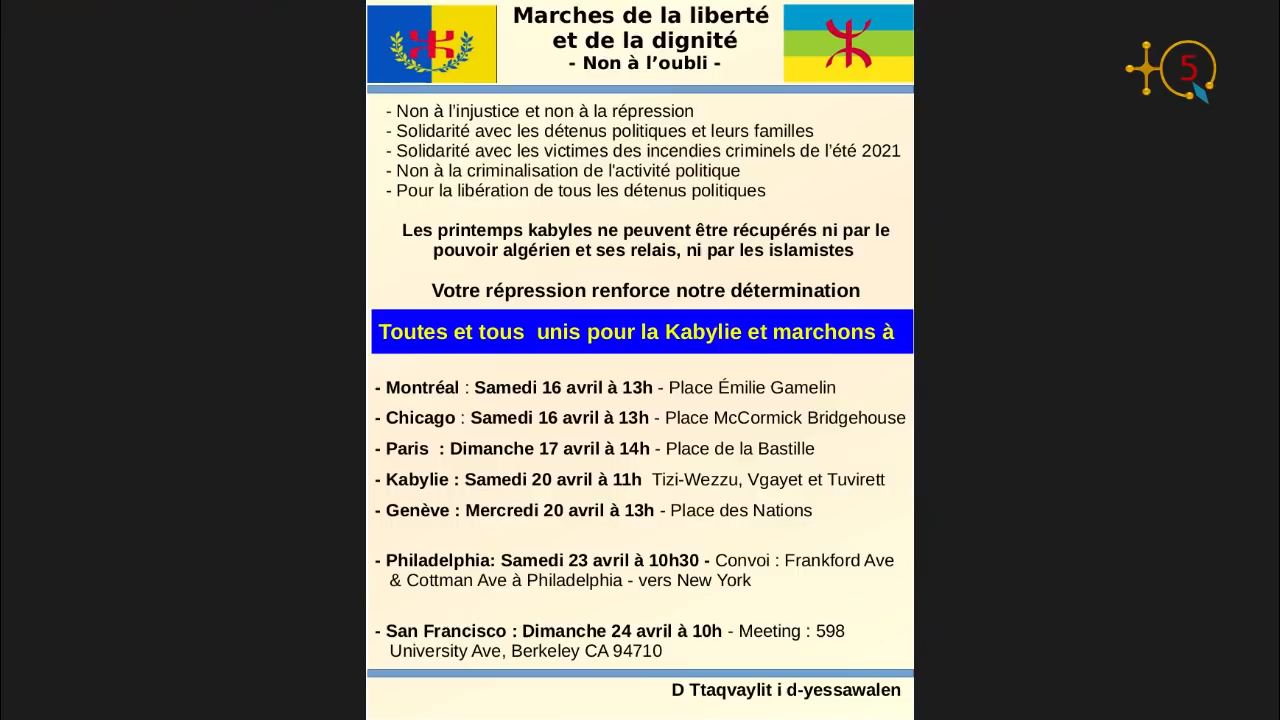 Marches de la liberté
et de la dignité
- Non à l’oubli -
5
- Non à l'injustice et non à la répression
- Solidarité avec les détenus politiques et leurs familles
- Solidarité avec les victimes des incendies criminels de l’été 2021
- Non à la criminalisation de l'activité politique
- Pour la libération de tous les détenus politiques
Les printemps kabyles ne peuvent être récupérés ni par le
pouvoir algérien et ses relais, ni par les islamistes
Votre répression renforce notre détermination
Toutes et tous  unis pour la Kabylie et marchons à
- Montréal : Samedi 16 avril à 13h - Place Émilie Gamelin
- Chicago : Samedi 16 avril à 13h - Place McCormick Bridgehouse
- Paris  : Dimanche 17 avril à 14h - Place de la Bastille
- Kabylie : Samedi 20 avril à 11h  Tizi-Wezzu, Vgayet et Tuvirett
- Genève : Mercredi 20 avril à 13h - Place des Nations
- Philadelphia: Samedi 23 avril à 10h30 - Convoi : Frankford Ave
& Cottman Ave à Philadelphia - vers New York
- San Francisco : Dimanche 24 avril à 10h - Meeting : 598
University Ave, Berkeley CA 94710
D Ttaqvaylit i d-yessawalen